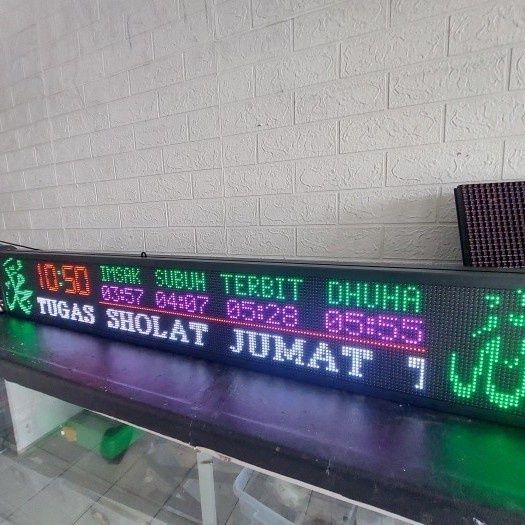 10:50 IMSAK SUBUH TERBIT DHUHA
03:57 04:07 05:28 05:55
TUGAS SHOLAT JUMAT